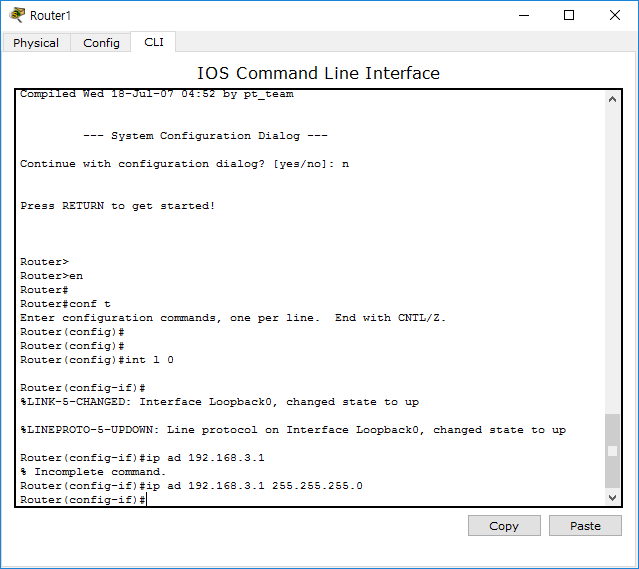 Router1
Physical Config CLI
IOS Command Line Interface
Compiled Wed 18-Jul-07 04:52 by pt_team
--- System Configuration Dialog ---
Continue with configuration dialog? [yes/no]: n
Press RETURN to get started!
Router>
Router>en
Router#
Router#conf t
Enter configuration commands, one per line.  End with CNTL/Z.
Router(config)#
Router(config)#
Router(config)#int l 0
Router(config-if)#
%LINK-5-CHANGED: Interface Loopback0, changed state to up
%LINEPROTO-5-UPDOWN: Line protocol on Interface Loopback0, changed state to up
Router(config-if)#ip ad 192.168.3.1
% Incomplete command.
Router(config-if)#ip ad 192.168.3.1 255.255.255.0
Router(config-if)#
Copy Paste